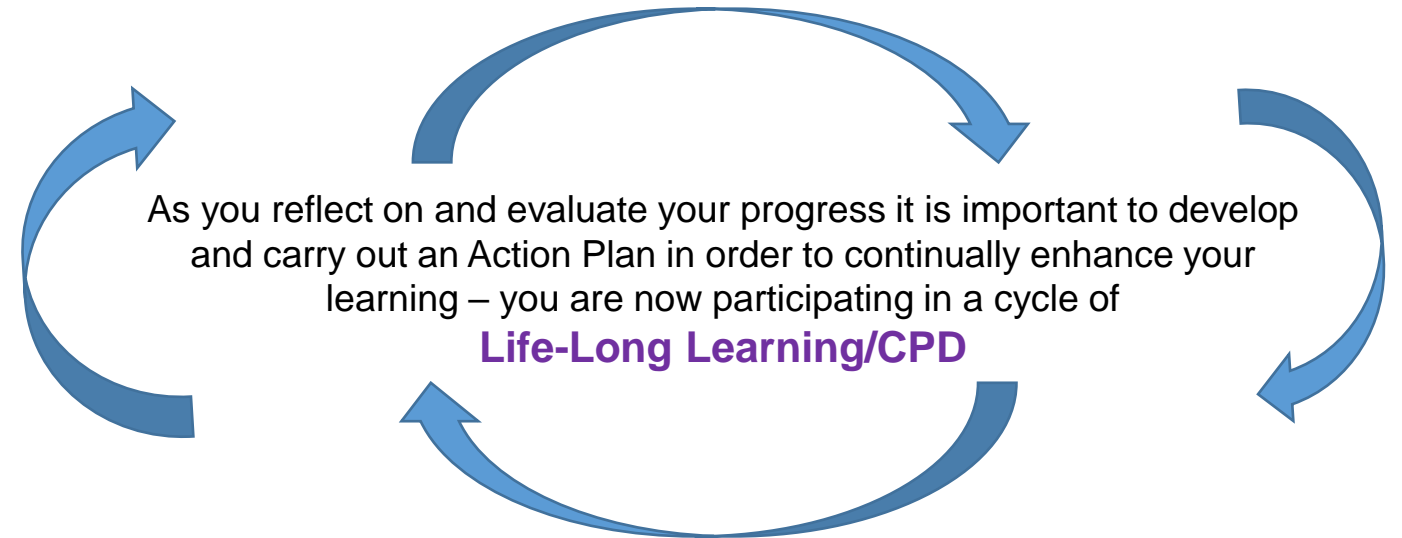 As you reflect on and evaluate your progress it is important to develop
and carry out an Action Plan in order to continually enhance your
learning – you are now participating in a cycle of
Life-Long Learning/CPD